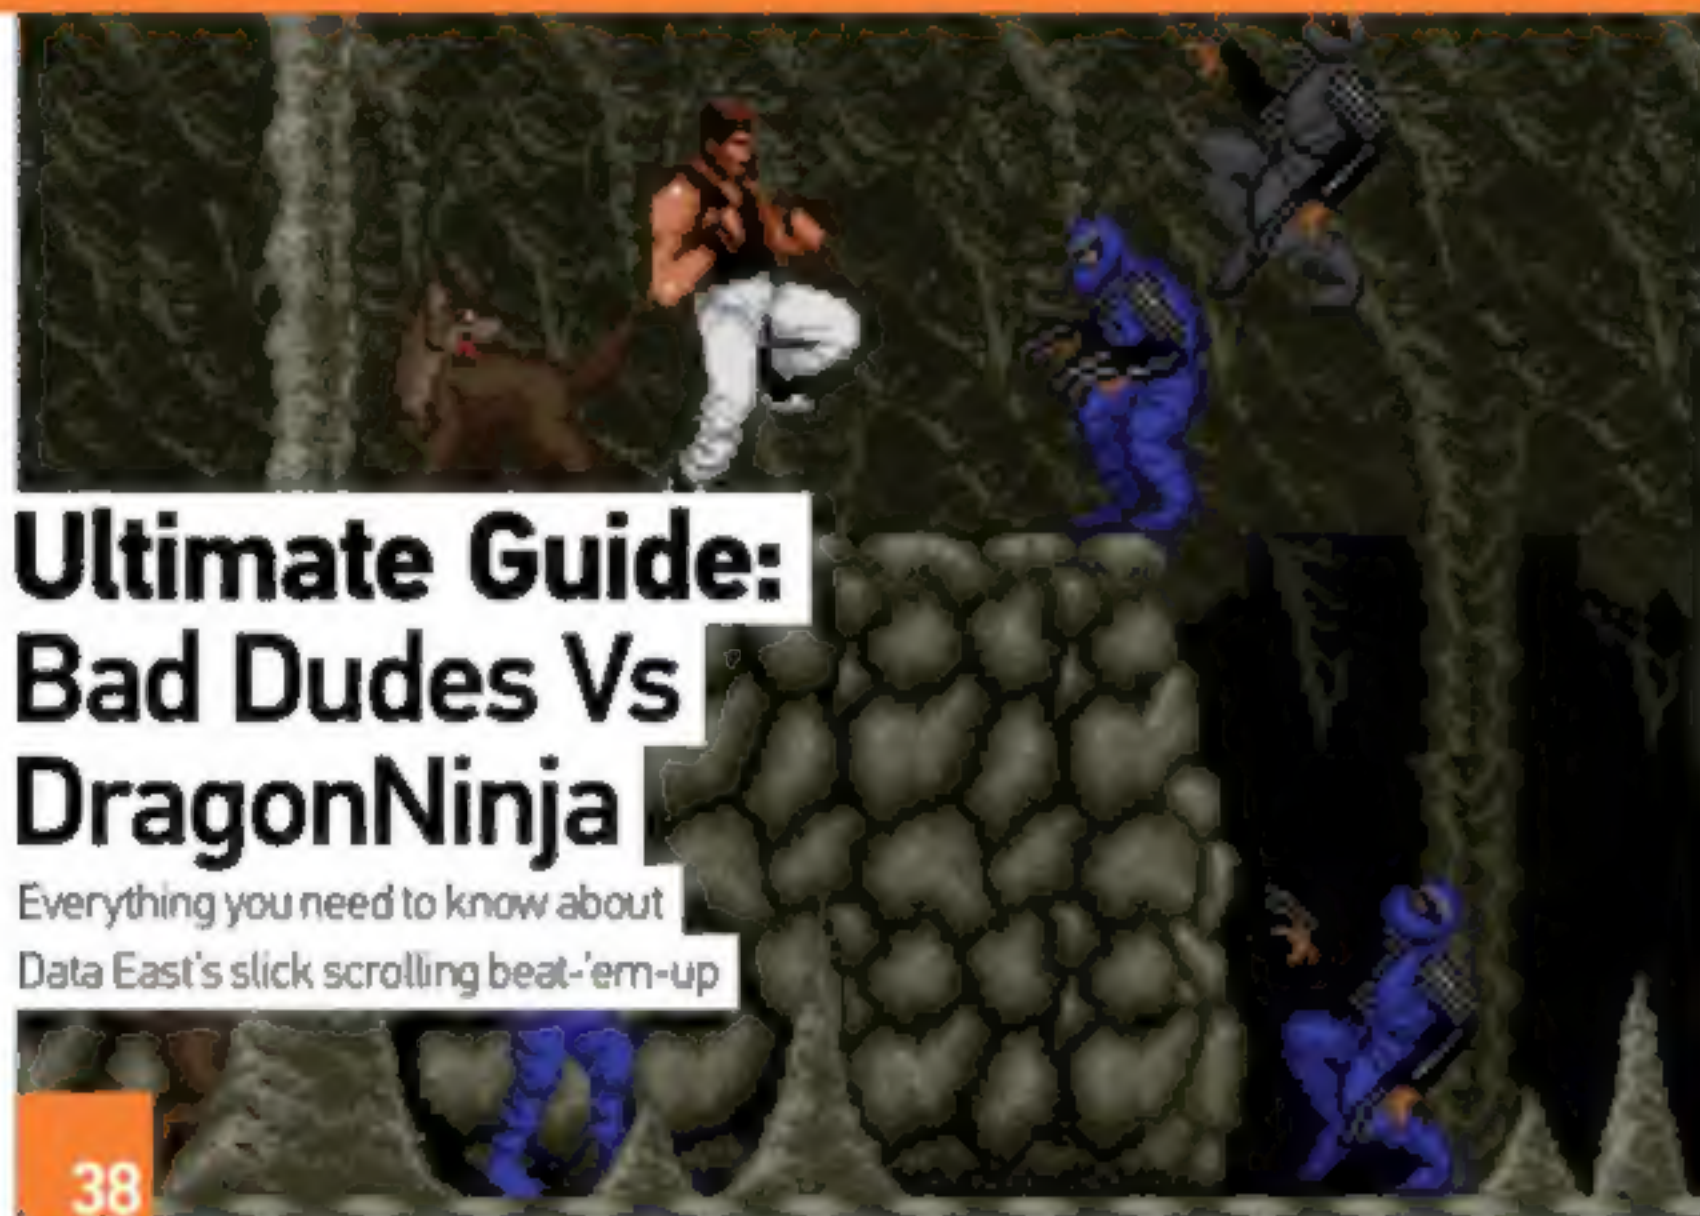 Ultimate Guide:
Bad Dudes Vs
DragonNinja
Everything you need to know about
Data East's slick scrolling beat-'em-up
38